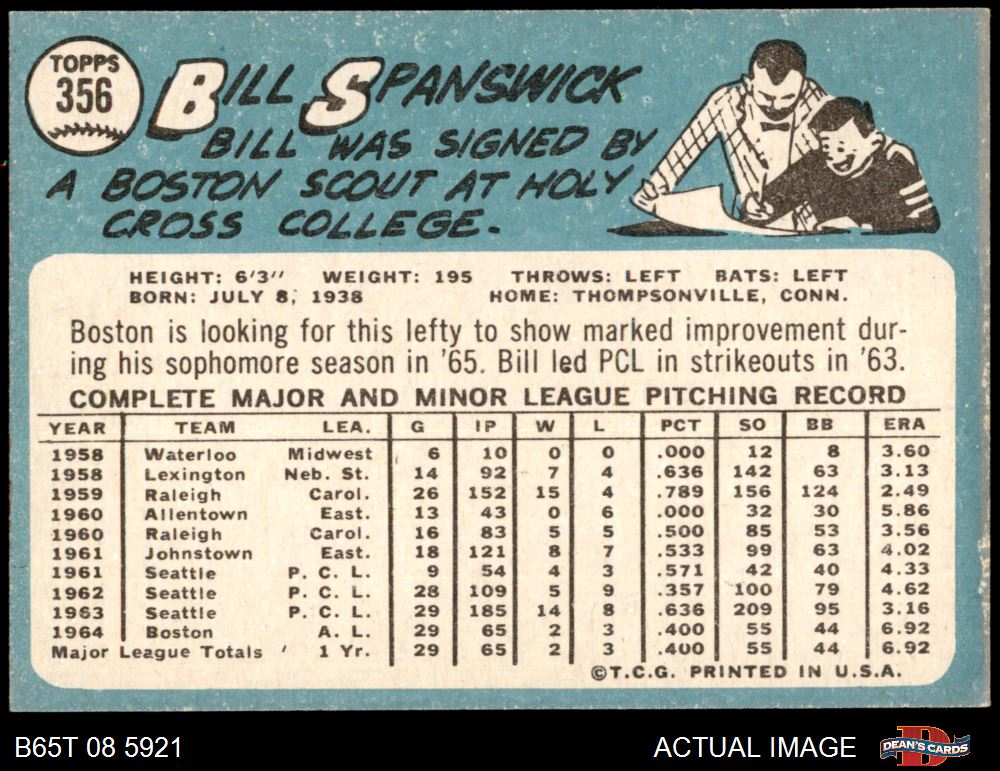 TOPPS
356
BILL SPANSWICK
BILL WAS SIGNED BY
A BOSTON SCOUT AT HOLY
CROSS COLLEGE.
HEIGHT: 6'3" WEIGHT: 195 THROWS: LEFT BATS: LEFT
BORN: JULY 8, 1938 HOME: THOMPSONVILLE, CONN.
Boston is looking for this lefty to show marked improvement dur-
ing his sophomore season in '65. Bill led PCL in strikeouts in '63.
COMPLETE MAJOR AND MINOR LEAGUE PITCHING RECORD
YEAR TEAM LEA. G IP W L PCT SO BB ERA
1958 Waterloo Midwest 6 10 0 0 .000 12 8 3.60
1958 Lexington Neb. St. 14 92 7 4 .636 142 63 3.13
1959 Raleigh Carol. 26 152 15 4 .789 156 124 2.49
1960 Allentown East. 13 43 0 6 .000 32 30 5.86
1960 Raleigh Carol. 16 83 5 5 .500 85 53 3.56
1961 Johnstown East. 18 121 8 7 .533 99 63 4.02
1961 Seattle P. C. L. 9 54 4 3 .571 42 40 4.33
1962 Seattle P. C. L. 28 109 5 9 .357 100 79 4.62
1963 Seattle P. C. L. 29 185 14 8 .636 209 95 3.16
1964 Boston A. L. 29 65 2 3 .400 55 44 6.92
Major League Totals 1 Yr. 29 65 2 3 .400 55 44 6.92
©T.C.G. PRINTED IN U.S.A.
B65T 08 5921 ACTUAL IMAGE DEAN'S CARDS